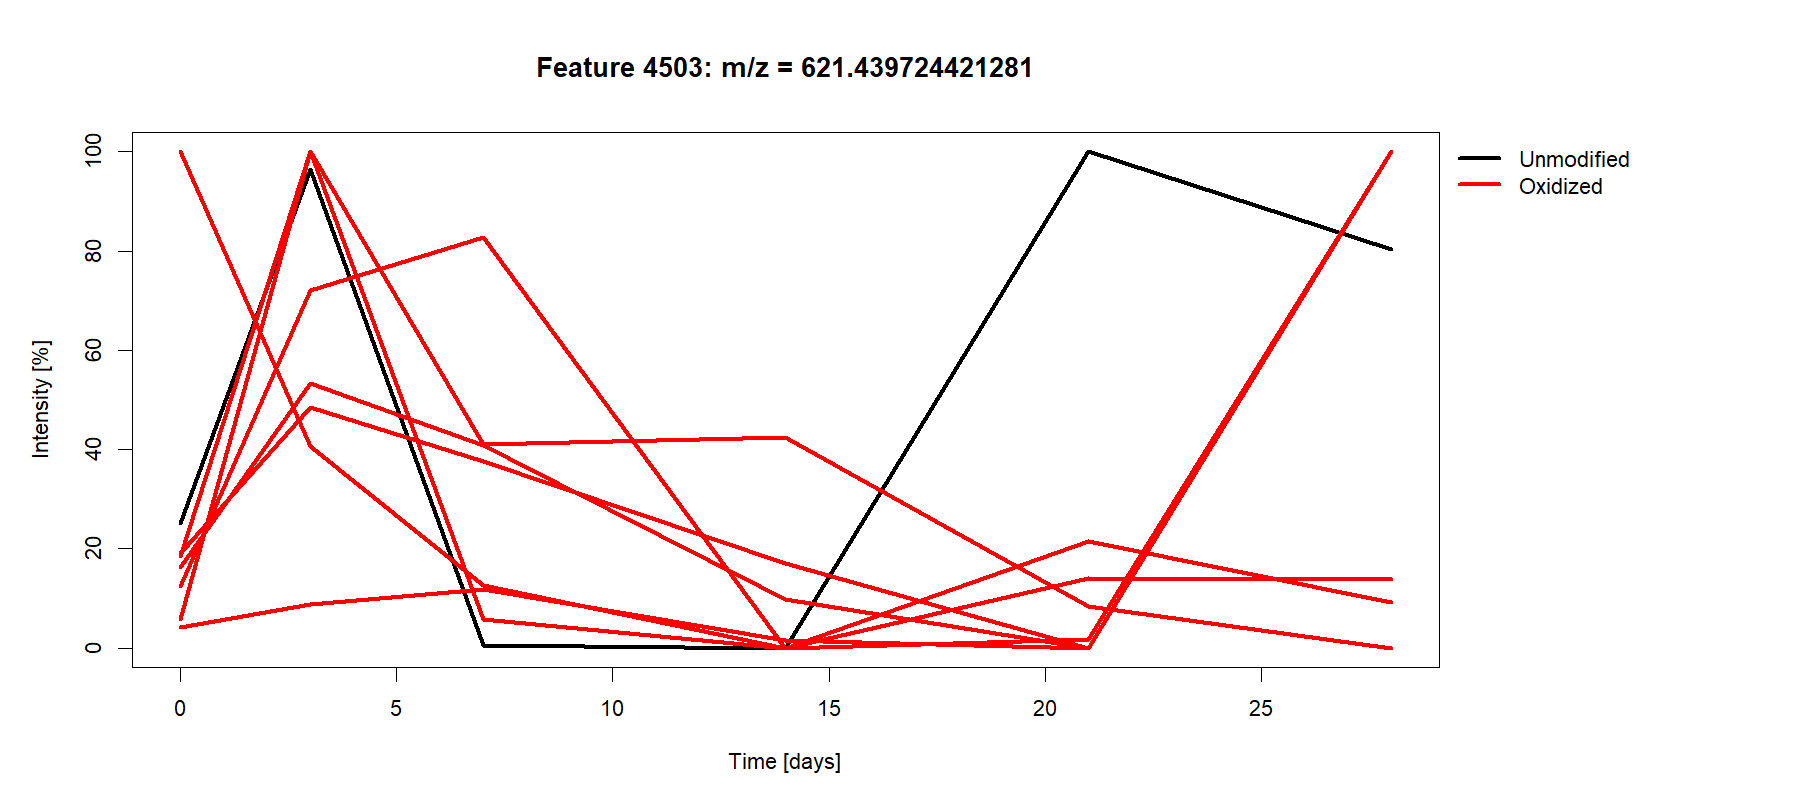 Feature 4503: m/z = 621.439724421281
Unmodified
Oxidized
Intensity [%]
100
80
60
40
20
0
0 5 10 15 20 25
Time [days]